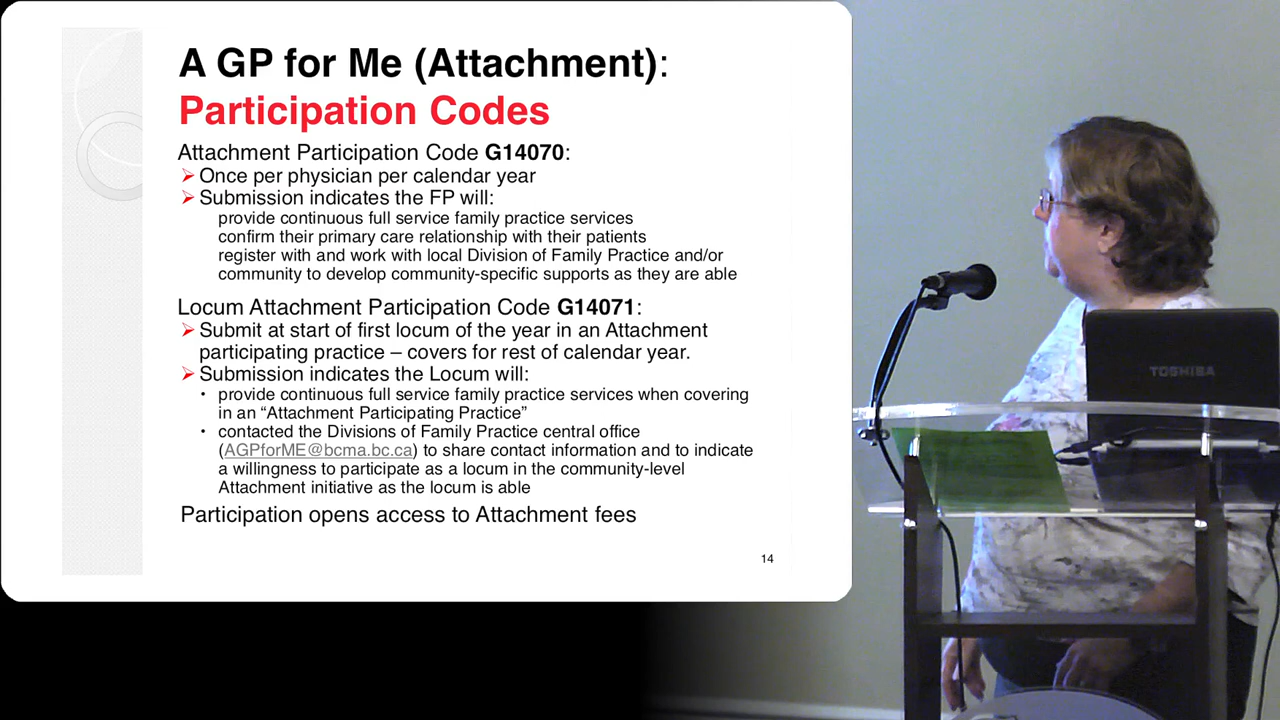 A GP for Me (Attachment):
Participation Codes
Attachment Participation Code G14070:
Once per physician per calendar year
Submission indicates the FP will:
provide continuous full service family practice services
confirm their primary care relationship with their patients
register with and work with local Division of Family Practice and/or
community to develop community-specific supports as they are able
Locum Attachment Participation Code G14071:
Submit at start of first locum of the year in an Attachment
participating practice – covers for rest of calendar year.
Submission indicates the Locum will:
• provide continuous full service family practice services when covering
in an “Attachment Participating Practice”
• contacted the Divisions of Family Practice central office
(AGPforME@bcma.bc.ca) to share contact information and to indicate
a willingness to participate as a locum in the community-level
Attachment initiative as the locum is able
Participation opens access to Attachment fees
14
TOSHIBA